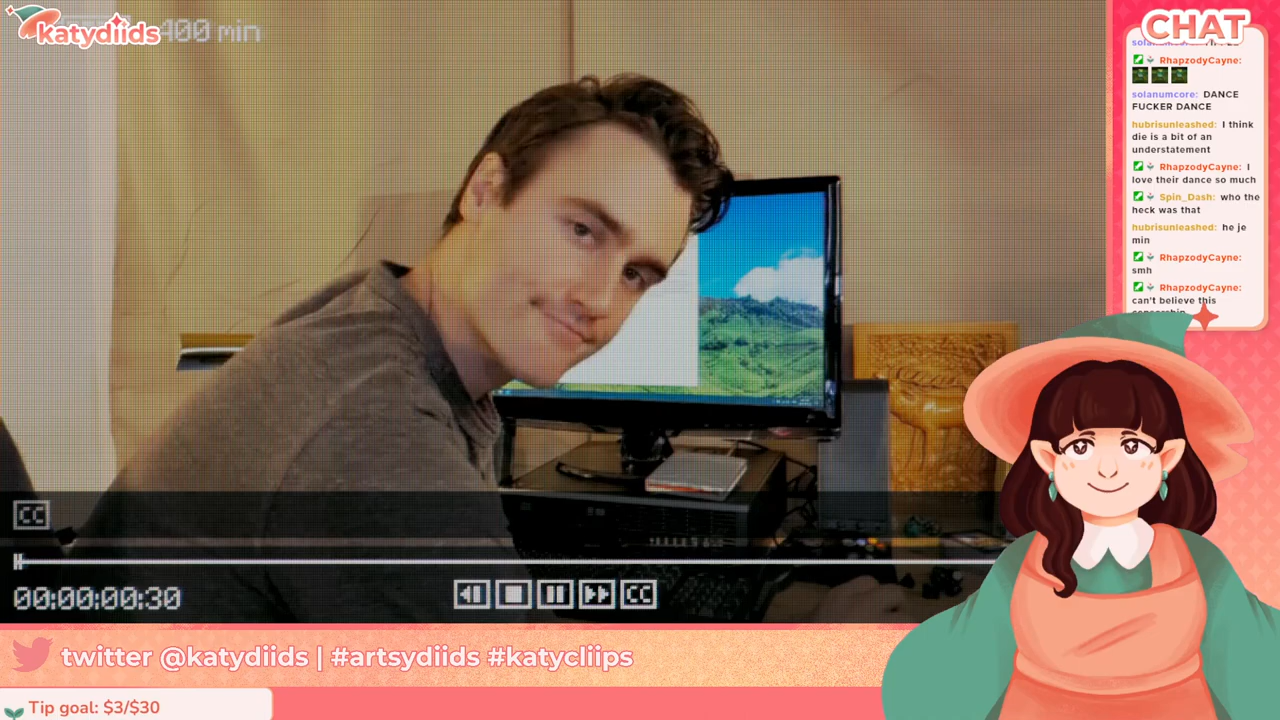 katydiids
400 min
CHAT
RhapzodyCayne:
solanumcore: DANCE
FUCKER DANCE
hubrisunleashed: I think
die is a bit of an
understatement
RhapzodyCayne: I
love their dance so much
Spin_Dash: who the
heck was that
hubrisunleashed: he je
min
RhapzodyCayne:
smh
RhapzodyCayne:
can't believe this
CC
00:00:00:30
CC
twitter @katydiids | #artsydiids #katycliips
Tip goal: $3/$30